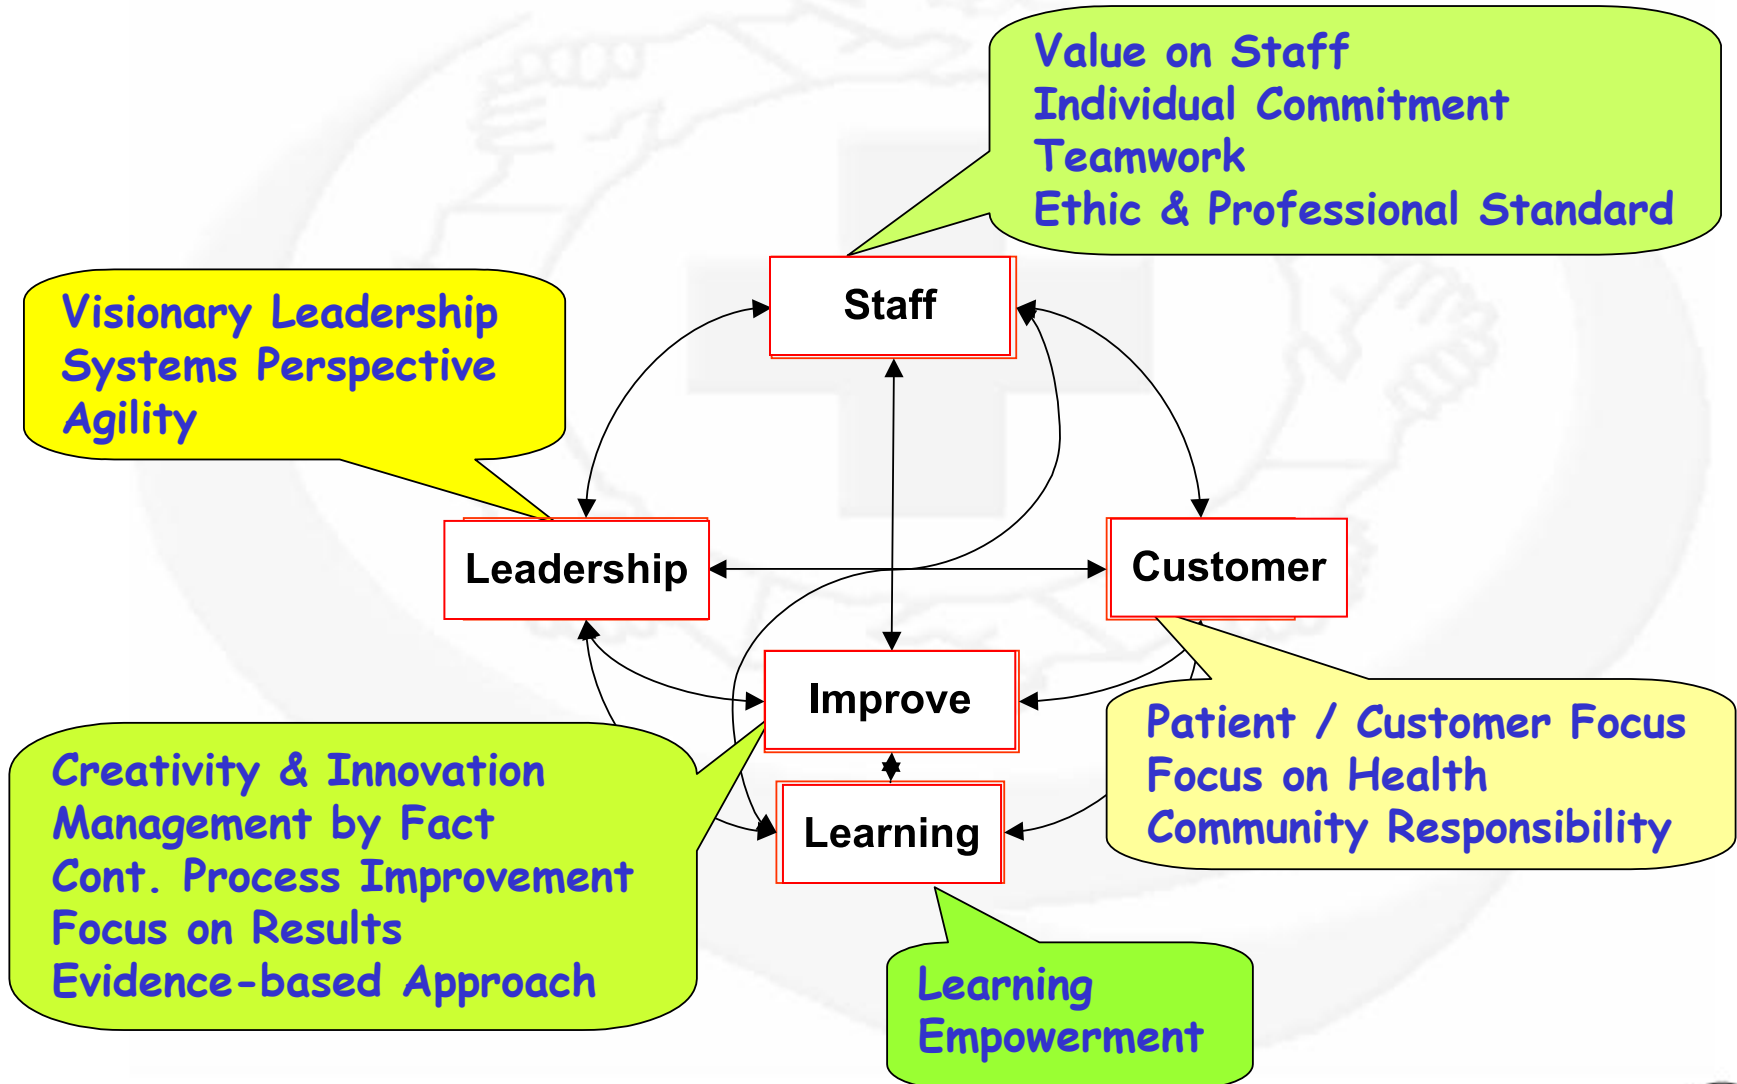 Value on Staff
Individual Commitment
Teamwork
Ethic & Professional Standard
Staff
Visionary Leadership
Systems Perspective
Agility
Leadership
Customer
Improve
Patient / Customer Focus
Focus on Health
Community Responsibility
Creativity & Innovation
Management by Fact
Cont. Process Improvement
Focus on Results
Evidence-based Approach
Learning
Learning
Empowerment